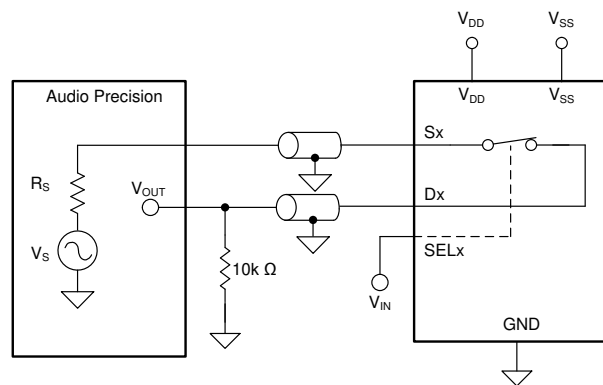 V_DD
V_SS
V_DD
V_SS
Audio Precision
Sx
R_S
V_OUT
Dx
V_S
10k Ω
SELx
V_IN
GND